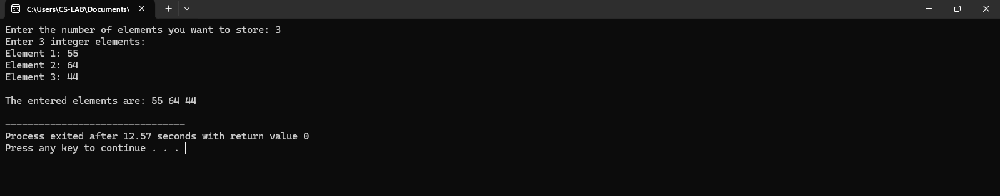 C:\Users\CS-LAB\Documents\
Enter the number of elements you want to store: 3
Enter 3 integer elements:
Element 1: 55
Element 2: 64
Element 3: 44
The entered elements are: 55 64 44
--------------------------------
Process exited after 12.57 seconds with return value 0
Press any key to continue . . .